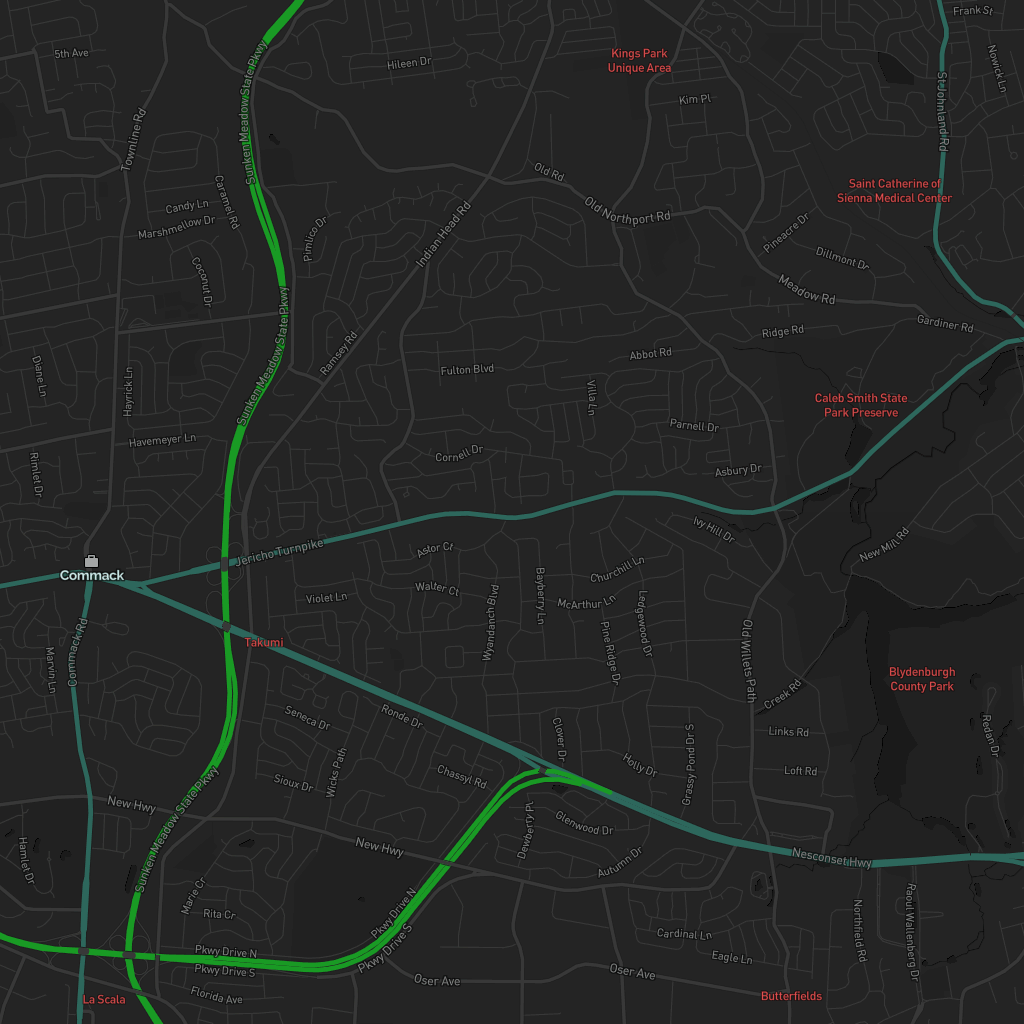 Frank St
5th Ave
Hileen Dr
Kings Park
Unique Area
Nowick Ln
Sunken Meadow State Pkwy
St Johnland Rd
Kim Pl
Townline Rd
Old Rd
Saint Catherine of
Sienna Medical Center
Caramel Rd
Candy Ln
Marshmellow Dr
Pimlico Dr
Indian Head Rd
Old Northport Rd
Pineacre Dr
Dillmont Dr
Coconut Dr
Meadow Rd
Sunken Meadow State Pkwy
Gardiner Rd
Ridge Rd
Ramsey Rd
Abbot Rd
Diane Ln
Hayrick Ln
Fulton Blvd
Villa Ln
Caleb Smith State
Park Preserve
Parnell Dr
Havemeyer Ln
Cornell Dr
Rimlet Dr
Asbury Dr
Ivy Hill Dr
New Mill Rd
Jericho Turnpike
Astor Ct
Commack
Churchill Ln
Walter Ct
Bayberry Ln
Violet Ln
McArthur Ln
Wyandanch Blvd
Ledgewood Dr
Commack Rd
Takumi
Pine Ridge Dr
Old Willets Path
Marvin Ln
Blydenburgh
County Park
Creek Rd
Seneca Dr
Ronde Dr
Clover Dr
Links Rd
Redan Dr
Wicks Path
Holly Dr
Grassy Pond Dr S
Sioux Dr
Chassyl Rd
Loft Rd
New Hwy
Sunken Meadow State Pkwy
Glenwood Dr
Dewberry Pl
New Hwy
Nesconset Hwy
Hamlet Dr
Autumn Dr
Marie Cr
Rita Cr
Pkwy Drive N
Pkwy Drive S
Northfield Rd
Raoul Wallenberg Dr
Cardinal Ln
Pkwy Drive N
Pkwy Drive S
Eagle Ln
Oser Ave
Oser Ave
Florida Ave
La Scala
Butterfields